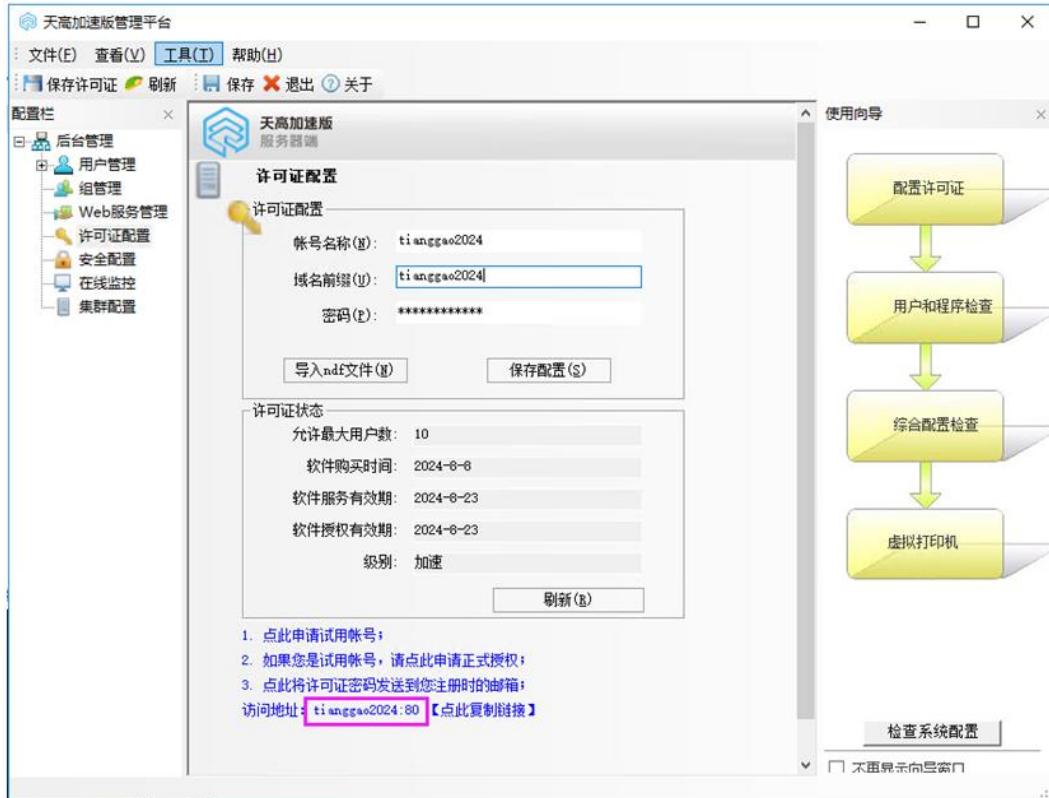 天高加速版管理平台
文件(F) 查看(V) 工具(T) 帮助(H)
保存许可证 刷新 保存 退出 关于
配置栏
后台管理
用户管理
组管理
Web服务管理
许可证配置
安全配置
在线监控
集群配置
天高加速版
服务器端
许可证配置
许可证配置
帐号名称(N): tianggao2024
域名前缀(U): tianggao2024
密码(P): ************
导入ndf文件(N) 保存配置(S)
许可证状态
允许最大用户数: 10
软件购买时间: 2024-8-8
软件服务有效期: 2024-8-23
软件授权有效期: 2024-8-23
级别: 加速
刷新(R)
1. 点此申请试用帐号;
2. 如果您是试用帐号,请点此申请正式授权;
3. 点此将许可证密码发送到您注册时的邮箱;
访问地址: tianggao2024:80 【点此复制链接】
使用向导
配置许可证
用户和程序检查
综合配置检查
虚拟打印机
检查系统配置
不再显示向导窗口